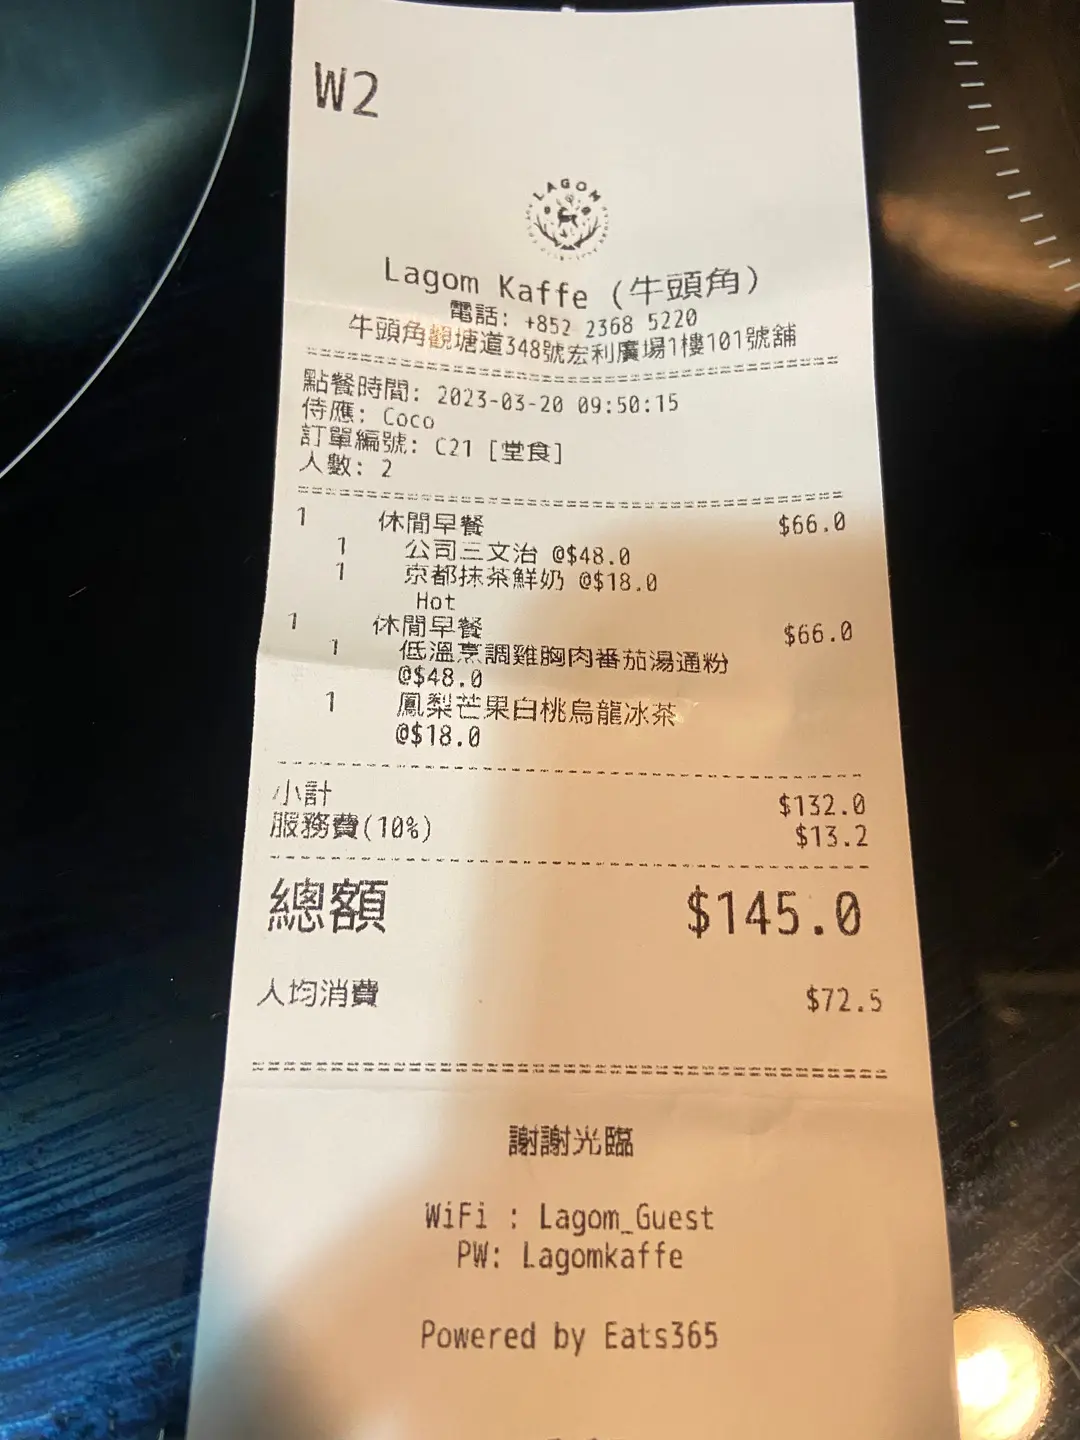 W2
LAGOM
Lagom Kaffe (牛頭角)
電話: +852 2368 5220
牛頭角觀塘道348號宏利廣場1樓101號舖
點餐時間: 2023-03-20 09:50:15
侍應: Coco
訂單編號: C21 [堂食]
人數: 2
1 休閒早餐 $66.0
1 公司三文治 @$48.0
1 京都抹茶鮮奶 @$18.0
Hot
1 休閒早餐 $66.0
1 低溫烹調雞胸肉番茄湯通粉
@$48.0
1 鳳梨芒果白桃烏龍冰茶
@$18.0
小計 $132.0
服務費(10%) $13.2
總額 $145.0
人均消費 $72.5
謝謝光臨
WiFi : Lagom_Guest
PW: Lagomkaffe
Powered by Eats365